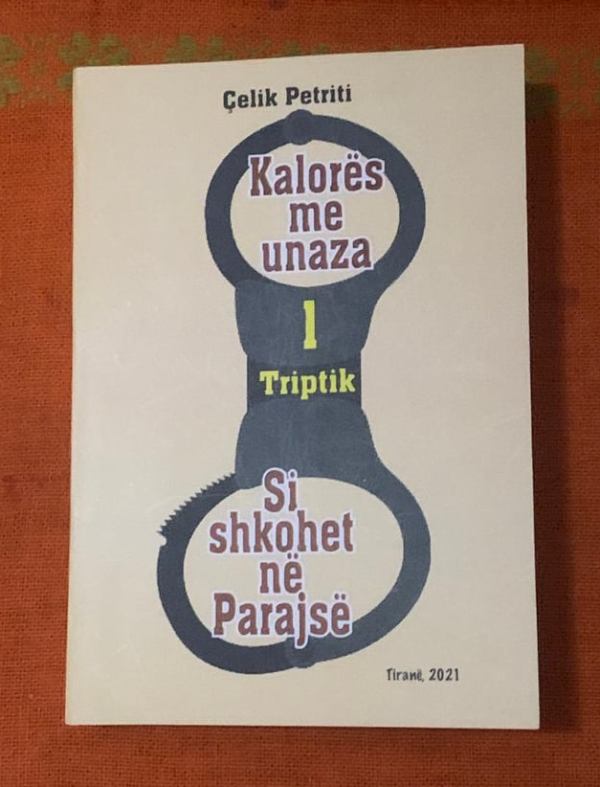 Çelik Petriti
Kalorës
me
unaza
1
Triptik
Si
shkohet
në
Parajsë
Tiranë, 2021